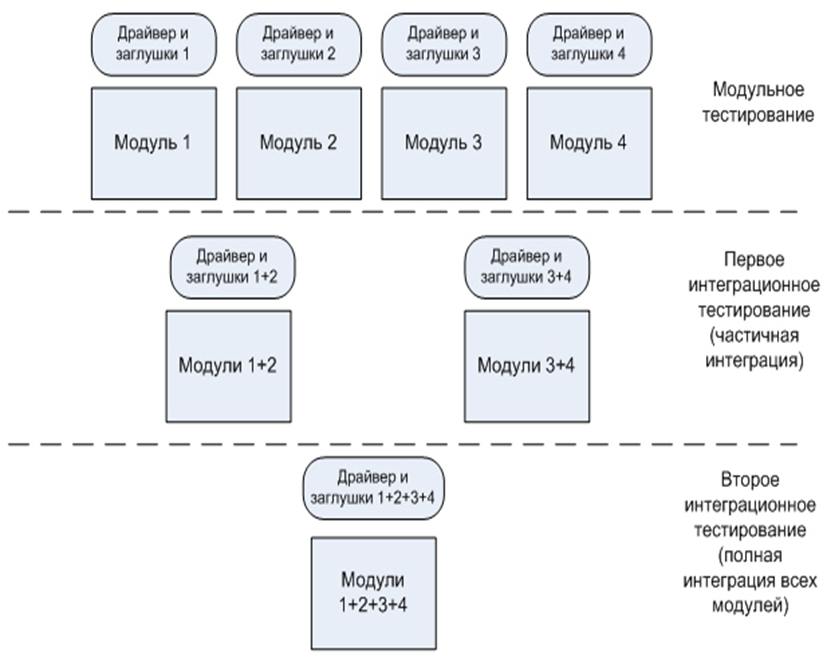 Драйвер и
заглушки 1
Драйвер и
заглушки 2
Драйвер и
заглушки 3
Драйвер и
заглушки 4
Модуль 1
Модуль 2
Модуль 3
Модуль 4
Модульное
тестирование
Драйвер и
заглушки 1+2
Драйвер и
заглушки 3+4
Модули 1+2
Модули 3+4
Первое
интеграционное
тестирование
(частичная
интеграция)
Драйвер и
заглушки 1+2+3+4
Модули
1+2+3+4
Второе
интеграционное
тестирование
(полная
интеграция всех
модулей)